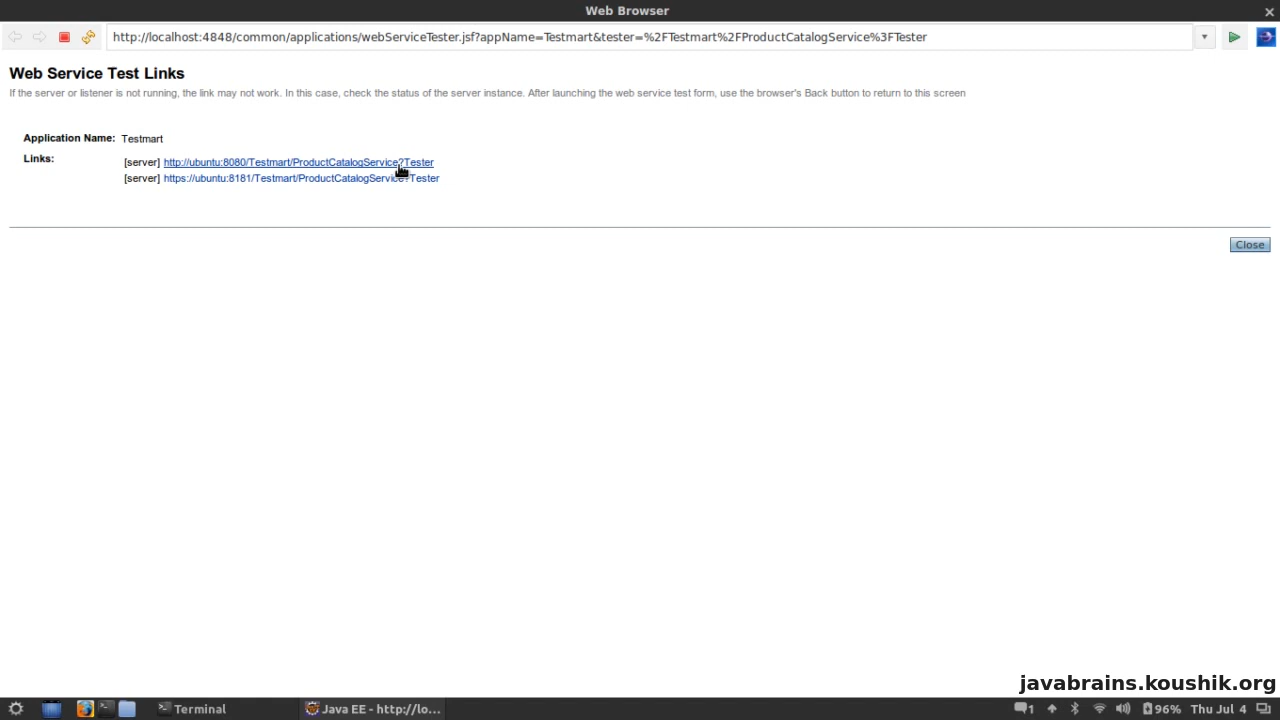 Web Browser
http://localhost:4848/common/applications/webServiceTester.jsf?appName=Testmart&tester=%2FTestmart%2FProductCatalogService%3FTester
Web Service Test Links
If the server or listener is not running, the link may not work. In this case, check the status of the server instance. After launching the web service test form, use the browser's Back button to return to this screen
Application Name: Testmart
Links:
[server] http://ubuntu:8080/Testmart/ProductCatalogService?Tester
[server] https://ubuntu:8181/Testmart/ProductCatalogService?Tester
Close
javabrains.koushik.org
Terminal
Java EE - http://lo...
1
96%
Thu Jul 4